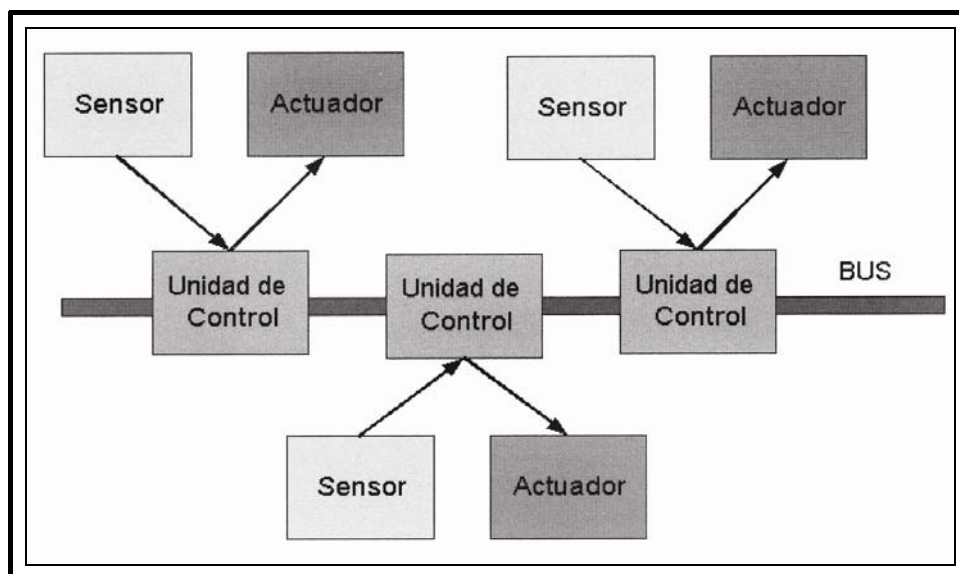 Sensor
Actuador
Sensor
Actuador
Unidad de
Control
Unidad de
Control
Unidad de
Control
BUS
Sensor
Actuador